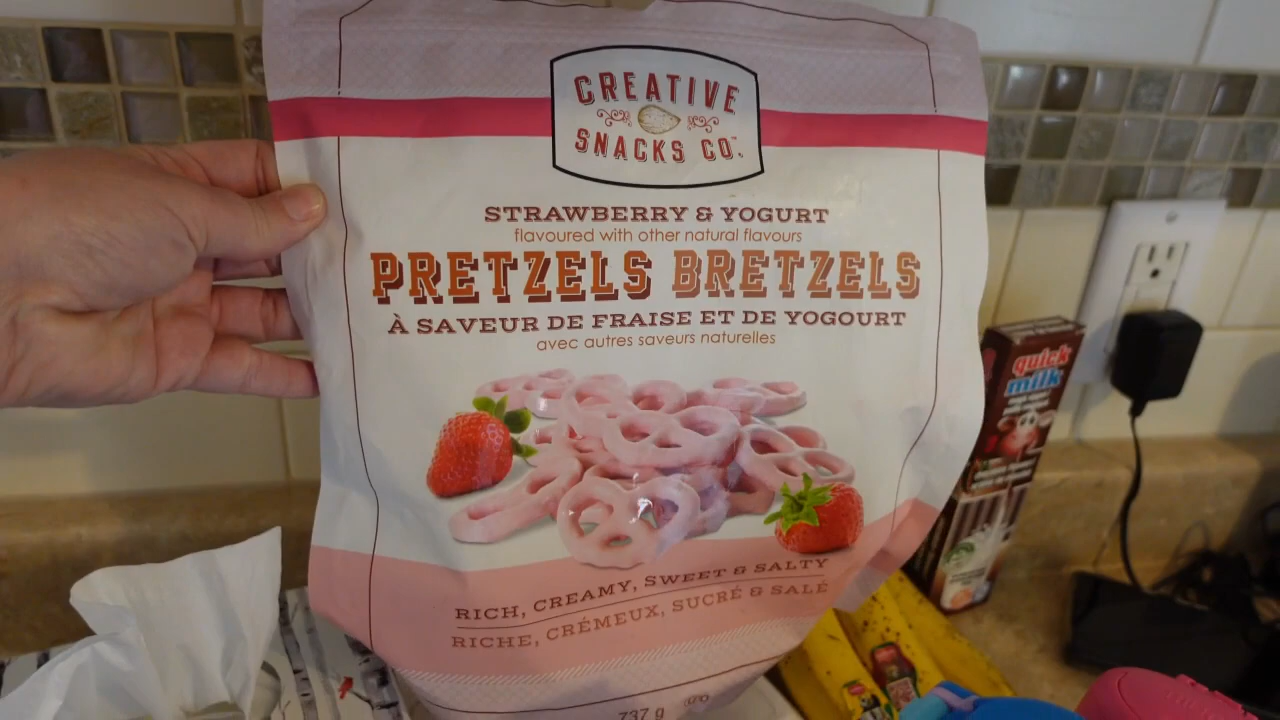 CREATIVE
SNACKS CO.™
STRAWBERRY & YOGURT
flavoured with other natural flavours
PRETZELS BRETZELS
À SAVEUR DE FRAISE ET DE YOGOURT
avec autres saveurs naturelles
RICH, CREAMY, SWEET & SALTY
RICHE, CRÉMEUX, SUCRÉ & SALÉ
737 g
quick
milk